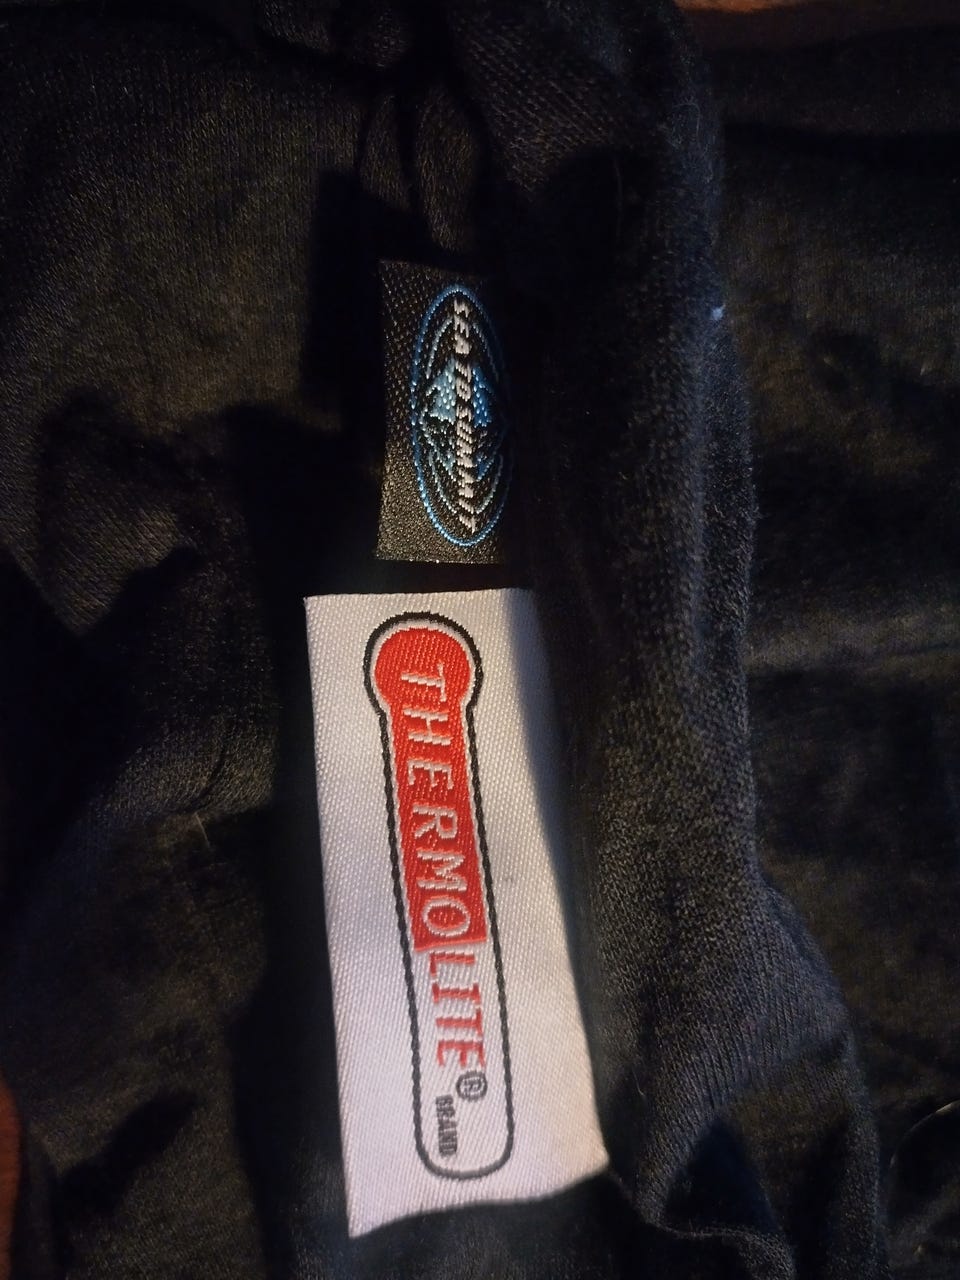 SEA TO SUMMIT
THERMOLITE®
BRAND